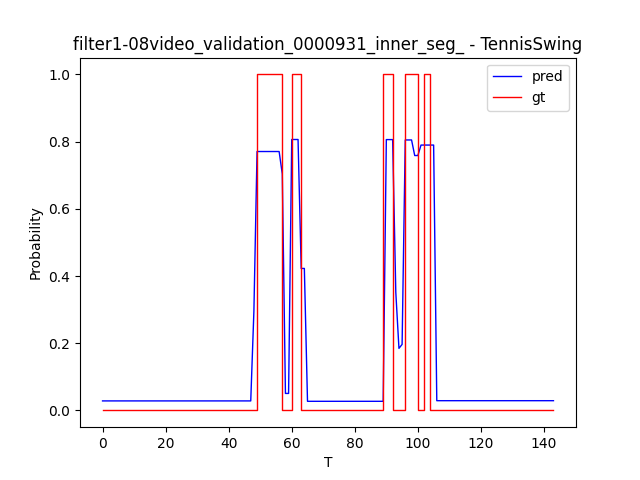 filter1-08video_validation_0000931_inner_seg_ - TennisSwing
pred
gt
Probability
1.0
0.8
0.6
0.4
0.2
0.0
0 20 40 60 80 100 120 140
T